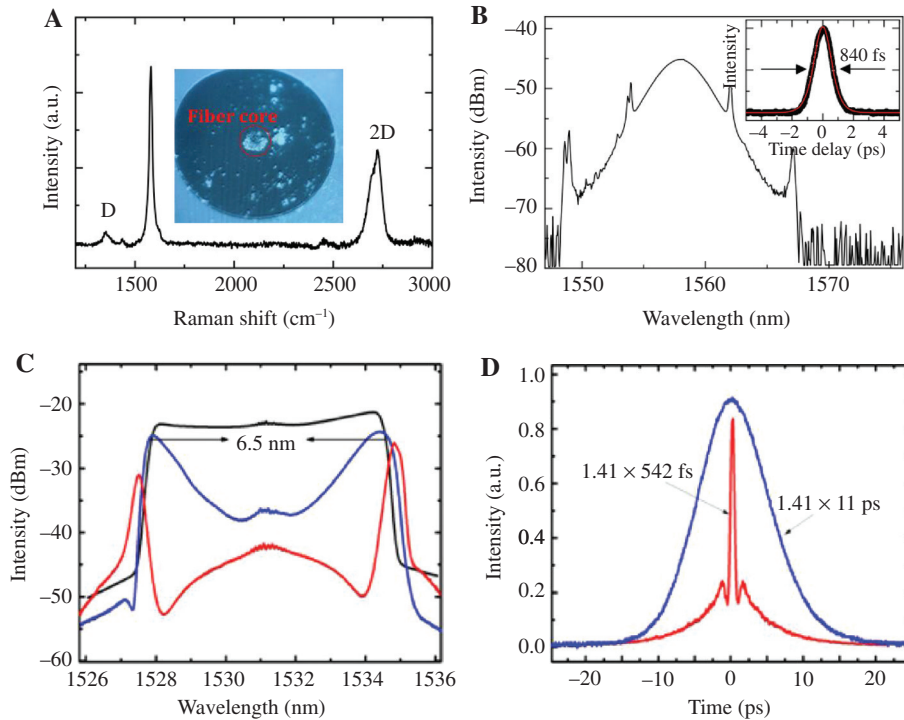 A
Intensity (a.u.)
D
2D
Fiber core
1500 2000 2500 3000
Raman shift (cm⁻¹)
B
Intensity (dBm)
−40
−50
−60
−70
−80
1550 1560 1570
Wavelength (nm)
Intensity
840 fs
−4 −2 0 2 4
Time delay (ps)
C
Intensity (dBm)
−20
−30
−40
−50
−60
6.5 nm
1526 1528 1530 1532 1534 1536
Wavelength (nm)
D
Intensity (a.u.)
1.0
0.8
0.6
0.4
0.2
0.0
1.41 × 542 fs
1.41 × 11 ps
−20 −10 0 10 20
Time (ps)